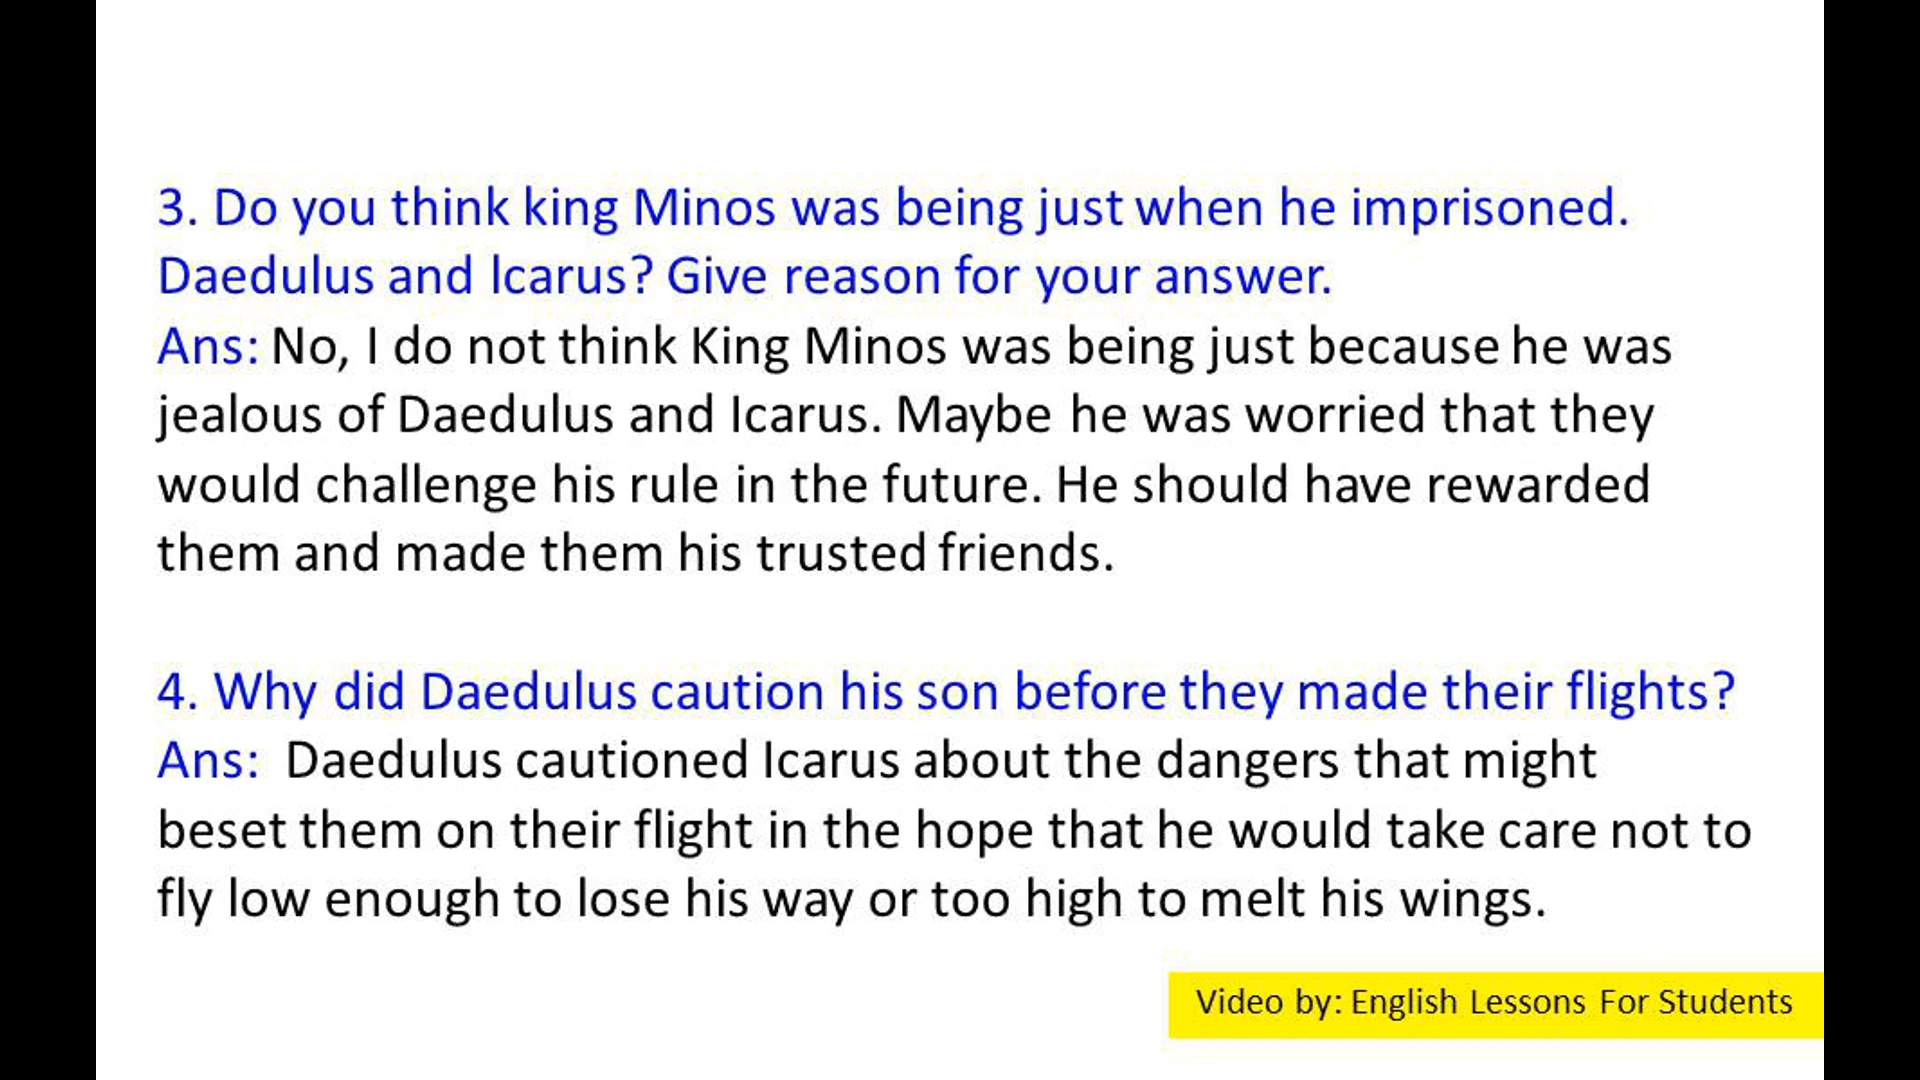 3. Do you think king Minos was being just when he imprisoned.
Daedulus and Icarus? Give reason for your answer.
Ans: No, I do not think King Minos was being just because he was
jealous of Daedulus and Icarus. Maybe he was worried that they
would challenge his rule in the future. He should have rewarded
them and made them his trusted friends.
4. Why did Daedulus caution his son before they made their flights?
Ans: Daedulus cautioned Icarus about the dangers that might
beset them on their flight in the hope that he would take care not to
fly low enough to lose his way or too high to melt his wings.
Video by: English Lessons For Students